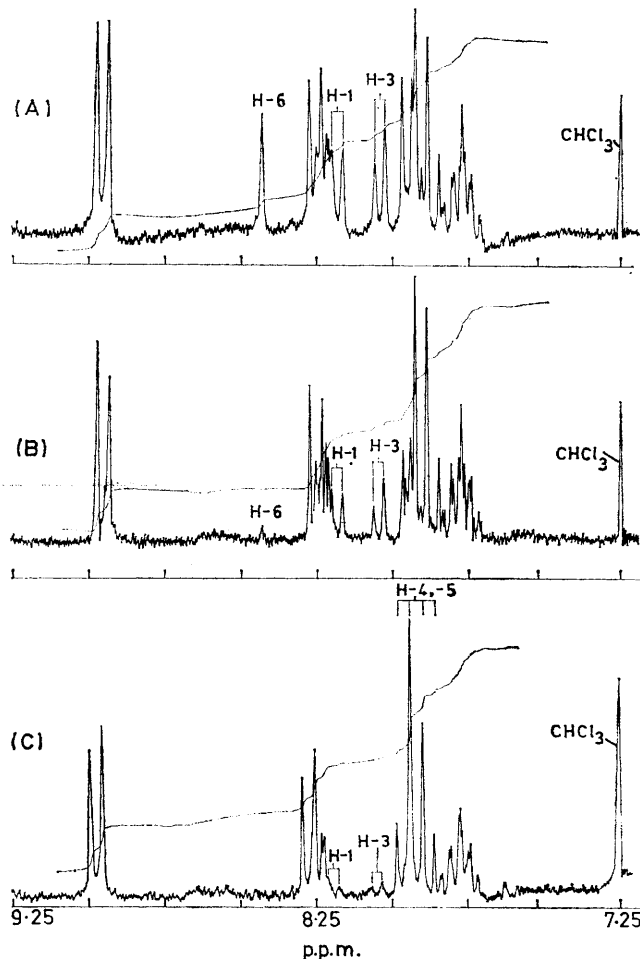 (A)
H-6
H-1
H-3
CHCl3
(B)
H-6
H-1
H-3
CHCl3
H-4,-5
(C)
H-1
H-3
CHCl3
9·25
8·25
7·25
p.p.m.